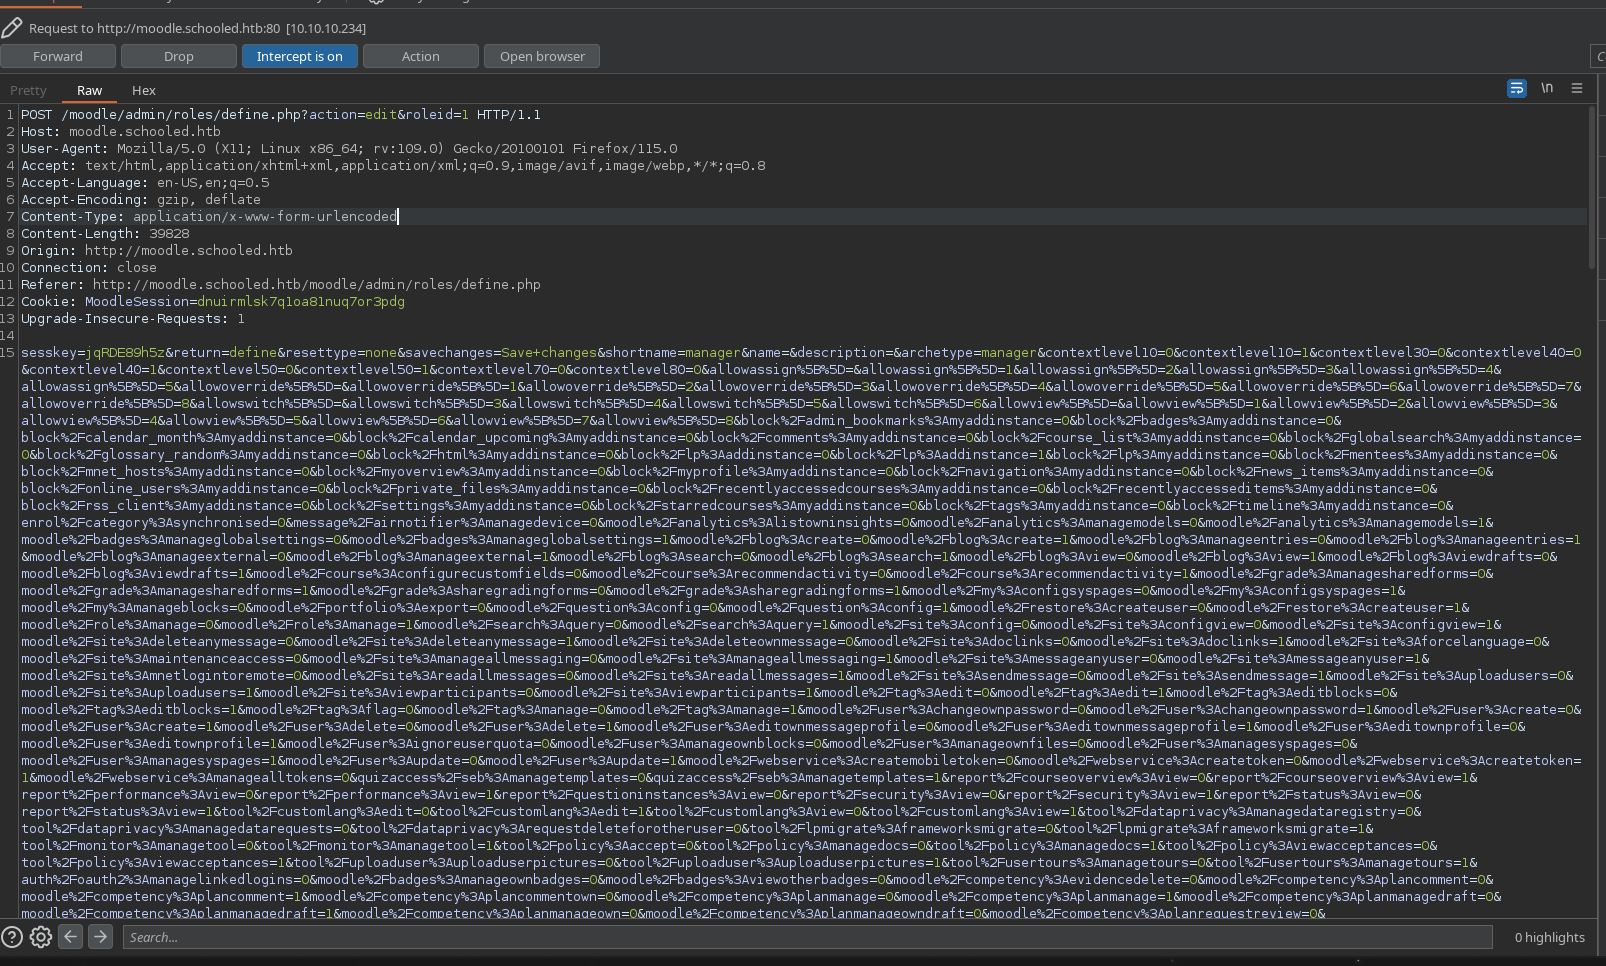 Request to http://moodle.schooled.htb:80 [10.10.10.234]
Forward Drop Intercept is on Action Open browser
Pretty Raw Hex \n
1 POST /moodle/admin/roles/define.php?action=edit&roleid=1 HTTP/1.1
2 Host: moodle.schooled.htb
3 User-Agent: Mozilla/5.0 (X11; Linux x86_64; rv:109.0) Gecko/20100101 Firefox/115.0
4 Accept: text/html,application/xhtml+xml,application/xml;q=0.9,image/avif,image/webp,*/*;q=0.8
5 Accept-Language: en-US,en;q=0.5
6 Accept-Encoding: gzip, deflate
7 Content-Type: application/x-www-form-urlencoded
8 Content-Length: 39828
9 Origin: http://moodle.schooled.htb
10 Connection: close
11 Referer: http://moodle.schooled.htb/moodle/admin/roles/define.php
12 Cookie: MoodleSession=dnuirmlsk7q1oa81nuq7or3pdg
13 Upgrade-Insecure-Requests: 1
14
15 sesskey=jqRDE89h5z&return=define&resettype=none&savechanges=Save+changes&shortname=manager&name=&description=&archetype=manager&contextlevel10=0&contextlevel10=1&contextlevel30=0&contextlevel40=0
&contextlevel40=1&contextlevel50=0&contextlevel50=1&contextlevel70=0&contextlevel80=0&allowassign%5B%5D=&allowassign%5B%5D=1&allowassign%5B%5D=2&allowassign%5B%5D=3&allowassign%5B%5D=4&
allowassign%5B%5D=5&allowoverride%5B%5D=&allowoverride%5B%5D=1&allowoverride%5B%5D=2&allowoverride%5B%5D=3&allowoverride%5B%5D=4&allowoverride%5B%5D=5&allowoverride%5B%5D=6&allowoverride%5B%5D=7&
allowoverride%5B%5D=8&allowswitch%5B%5D=&allowswitch%5B%5D=3&allowswitch%5B%5D=4&allowswitch%5B%5D=5&allowswitch%5B%5D=6&allowview%5B%5D=&allowview%5B%5D=1&allowview%5B%5D=2&allowview%5B%5D=3&
allowview%5B%5D=4&allowview%5B%5D=5&allowview%5B%5D=6&allowview%5B%5D=7&allowview%5B%5D=8&block%2Fadmin_bookmarks%3Amyaddinstance=0&block%2Fbadges%3Amyaddinstance=0&
block%2Fcalendar_month%3Amyaddinstance=0&block%2Fcalendar_upcoming%3Amyaddinstance=0&block%2Fcomments%3Amyaddinstance=0&block%2Fcourse_list%3Amyaddinstance=0&block%2Fglobalsearch%3Amyaddinstance=
0&block%2Fglossary_random%3Amyaddinstance=0&block%2Fhtml%3Amyaddinstance=0&block%2Flp%3Aaddinstance=0&block%2Flp%3Aaddinstance=1&block%2Flp%3Amyaddinstance=0&block%2Fmentees%3Amyaddinstance=0&
block%2Fmnet_hosts%3Amyaddinstance=0&block%2Fmyoverview%3Amyaddinstance=0&block%2Fmyprofile%3Amyaddinstance=0&block%2Fnavigation%3Amyaddinstance=0&block%2Fnews_items%3Amyaddinstance=0&
block%2Fonline_users%3Amyaddinstance=0&block%2Fprivate_files%3Amyaddinstance=0&block%2Frecentlyaccessedcourses%3Amyaddinstance=0&block%2Frecentlyaccesseditems%3Amyaddinstance=0&
block%2Frss_client%3Amyaddinstance=0&block%2Fsettings%3Amyaddinstance=0&block%2Fstarredcourses%3Amyaddinstance=0&block%2Ftags%3Amyaddinstance=0&block%2Ftimeline%3Amyaddinstance=0&
enrol%2Fcategory%3Asynchronised=0&message%2Fairnotifier%3Amanagedevice=0&moodle%2Fanalytics%3Alistowninsights=0&moodle%2Fanalytics%3Amanagemodels=0&moodle%2Fanalytics%3Amanagemodels=1&
moodle%2Fbadges%3Amanageglobalsettings=0&moodle%2Fbadges%3Amanageglobalsettings=1&moodle%2Fblog%3Acreate=0&moodle%2Fblog%3Acreate=1&moodle%2Fblog%3Amanageentries=0&moodle%2Fblog%3Amanageentries=1
&moodle%2Fblog%3Amanageexternal=0&moodle%2Fblog%3Amanageexternal=1&moodle%2Fblog%3Asearch=0&moodle%2Fblog%3Asearch=1&moodle%2Fblog%3Aview=0&moodle%2Fblog%3Aview=1&moodle%2Fblog%3Aviewdrafts=0&
moodle%2Fblog%3Aviewdrafts=1&moodle%2Fcourse%3Aconfigurecustomfields=0&moodle%2Fcourse%3Arecommendactivity=0&moodle%2Fcourse%3Arecommendactivity=1&moodle%2Fgrade%3Amanagesharedforms=0&
moodle%2Fgrade%3Amanagesharedforms=1&moodle%2Fgrade%3Asharegradingforms=0&moodle%2Fgrade%3Asharegradingforms=1&moodle%2Fmy%3Aconfigsyspages=0&moodle%2Fmy%3Aconfigsyspages=1&
moodle%2Fmy%3Amanageblocks=0&moodle%2Fportfolio%3Aexport=0&moodle%2Fquestion%3Aconfig=0&moodle%2Fquestion%3Aconfig=1&moodle%2Frestore%3Acreateuser=0&moodle%2Frestore%3Acreateuser=1&
moodle%2Frole%3Amanage=0&moodle%2Frole%3Amanage=1&moodle%2Fsearch%3Aquery=0&moodle%2Fsearch%3Aquery=1&moodle%2Fsite%3Aconfig=0&moodle%2Fsite%3Aconfigview=0&moodle%2Fsite%3Aconfigview=1&
moodle%2Fsite%3Adeleteanymessage=0&moodle%2Fsite%3Adeleteanymessage=1&moodle%2Fsite%3Adeleteownmessage=0&moodle%2Fsite%3Adoclinks=0&moodle%2Fsite%3Adoclinks=1&moodle%2Fsite%3Aforcelanguage=0&
moodle%2Fsite%3Amaintenanceaccess=0&moodle%2Fsite%3Amanageallmessaging=0&moodle%2Fsite%3Amanageallmessaging=1&moodle%2Fsite%3Amessageanyuser=0&moodle%2Fsite%3Amessageanyuser=1&
moodle%2Fsite%3Amnetlogintoremote=0&moodle%2Fsite%3Areadallmessages=0&moodle%2Fsite%3Areadallmessages=1&moodle%2Fsite%3Asendmessage=0&moodle%2Fsite%3Asendmessage=1&moodle%2Fsite%3Auploadusers=0&
moodle%2Fsite%3Auploadusers=1&moodle%2Fsite%3Aviewparticipants=0&moodle%2Fsite%3Aviewparticipants=1&moodle%2Ftag%3Aedit=0&moodle%2Ftag%3Aedit=1&moodle%2Ftag%3Aeditblocks=0&
moodle%2Ftag%3Aeditblocks=1&moodle%2Ftag%3Aflag=0&moodle%2Ftag%3Amanage=0&moodle%2Ftag%3Amanage=1&moodle%2Fuser%3Achangeownpassword=0&moodle%2Fuser%3Achangeownpassword=1&moodle%2Fuser%3Acreate=0&
moodle%2Fuser%3Acreate=1&moodle%2Fuser%3Adelete=0&moodle%2Fuser%3Adelete=1&moodle%2Fuser%3Aeditownmessageprofile=0&moodle%2Fuser%3Aeditownmessageprofile=1&moodle%2Fuser%3Aeditownprofile=0&
moodle%2Fuser%3Aeditownprofile=1&moodle%2Fuser%3Aignoreuserquota=0&moodle%2Fuser%3Amanageownblocks=0&moodle%2Fuser%3Amanageownfiles=0&moodle%2Fuser%3Amanagesyspages=0&
moodle%2Fuser%3Amanagesyspages=1&moodle%2Fuser%3Aupdate=0&moodle%2Fuser%3Aupdate=1&moodle%2Fwebservice%3Acreatemobiletoken=0&moodle%2Fwebservice%3Acreatetoken=0&moodle%2Fwebservice%3Acreatetoken=
1&moodle%2Fwebservice%3Amanagealltokens=0&quizaccess%2Fseb%3Amanagetemplates=0&quizaccess%2Fseb%3Amanagetemplates=1&report%2Fcourseoverview%3Aview=0&report%2Fcourseoverview%3Aview=1&
report%2Fperformance%3Aview=0&report%2Fperformance%3Aview=1&report%2Fquestioninstances%3Aview=0&report%2Fsecurity%3Aview=0&report%2Fsecurity%3Aview=1&report%2Fstatus%3Aview=0&
report%2Fstatus%3Aview=1&tool%2Fcustomlang%3Aedit=0&tool%2Fcustomlang%3Aedit=1&tool%2Fcustomlang%3Aview=0&tool%2Fcustomlang%3Aview=1&tool%2Fdataprivacy%3Amanagedataregistry=0&
tool%2Fdataprivacy%3Amanagedatarequests=0&tool%2Fdataprivacy%3Arequestdeleteforotheruser=0&tool%2Flpmigrate%3Aframeworksmigrate=0&tool%2Flpmigrate%3Aframeworksmigrate=1&
tool%2Fmonitor%3Amanagetool=0&tool%2Fmonitor%3Amanagetool=1&tool%2Fpolicy%3Aaccept=0&tool%2Fpolicy%3Amanagedocs=0&tool%2Fpolicy%3Amanagedocs=1&tool%2Fpolicy%3Aviewacceptances=0&
tool%2Fpolicy%3Aviewacceptances=1&tool%2Fuploaduser%3Auploaduserpictures=0&tool%2Fuploaduser%3Auploaduserpictures=1&tool%2Fusertours%3Amanagetours=0&tool%2Fusertours%3Amanagetours=1&
auth%2Foauth2%3Amanagelinkedlogins=0&moodle%2Fbadges%3Amanageownbadges=0&moodle%2Fbadges%3Aviewotherbadges=0&moodle%2Fcompetency%3Aevidencedelete=0&moodle%2Fcompetency%3Aplancomment=0&
moodle%2Fcompetency%3Aplancomment=1&moodle%2Fcompetency%3Aplancommentown=0&moodle%2Fcompetency%3Aplanmanage=0&moodle%2Fcompetency%3Aplanmanage=1&moodle%2Fcompetency%3Aplanmanagedraft=0&
moodle%2Fcompetency%3Aplanmanagedraft=1&moodle%2Fcompetency%3Aplanmanageown=0&moodle%2Fcompetency%3Aplanmanageowndraft=0&moodle%2Fcompetency%3Aplanrequestreview=0&
Search... 0 highlights